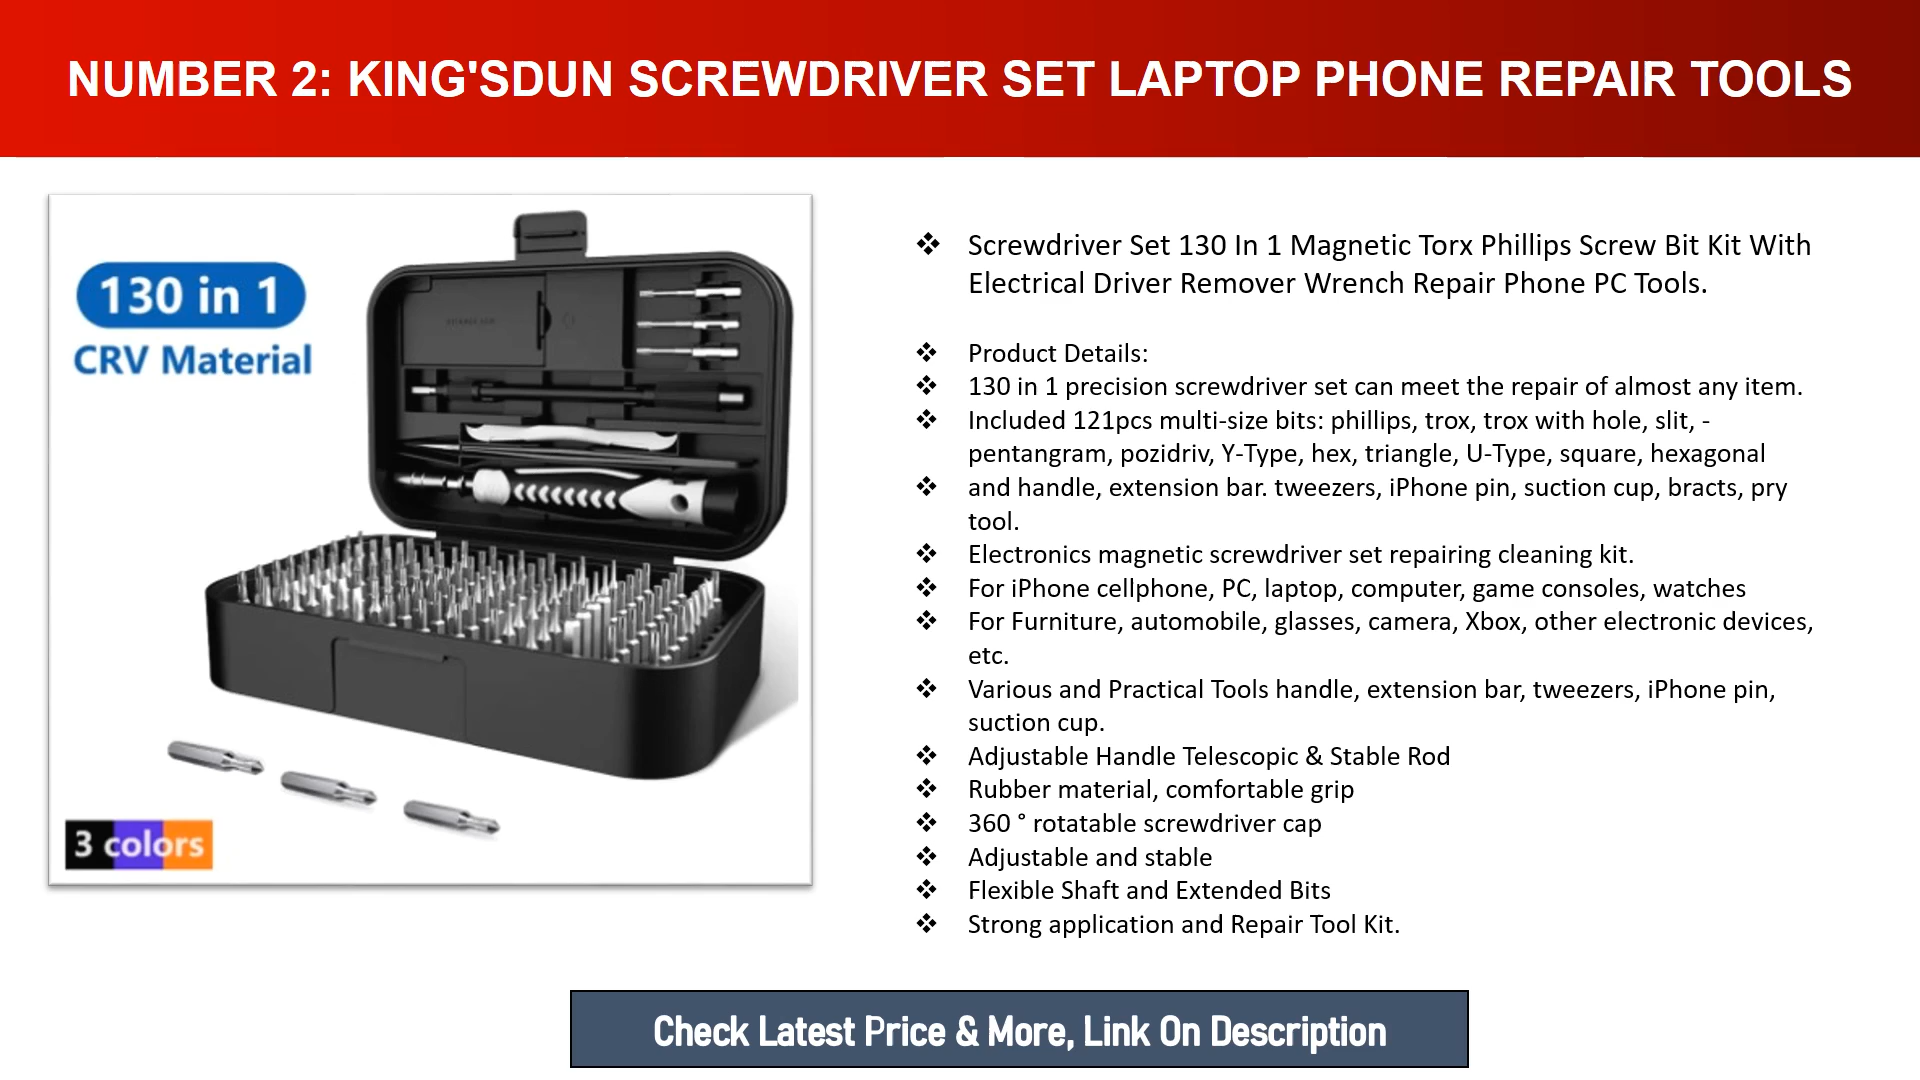 NUMBER 2: KING'SDUN SCREWDRIVER SET LAPTOP PHONE REPAIR TOOLS
130 in 1
CRV Material
3 colors
❖ Screwdriver Set 130 In 1 Magnetic Torx Phillips Screw Bit Kit With
Electrical Driver Remover Wrench Repair Phone PC Tools.
❖ Product Details:
❖ 130 in 1 precision screwdriver set can meet the repair of almost any item.
❖ Included 121pcs multi-size bits: phillips, trox, trox with hole, slit, -
pentangram, pozidriv, Y-Type, hex, triangle, U-Type, square, hexagonal
❖ and handle, extension bar. tweezers, iPhone pin, suction cup, bracts, pry
tool.
❖ Electronics magnetic screwdriver set repairing cleaning kit.
❖ For iPhone cellphone, PC, laptop, computer, game consoles, watches
❖ For Furniture, automobile, glasses, camera, Xbox, other electronic devices,
etc.
❖ Various and Practical Tools handle, extension bar, tweezers, iPhone pin,
suction cup.
❖ Adjustable Handle Telescopic & Stable Rod
❖ Rubber material, comfortable grip
❖ 360 ° rotatable screwdriver cap
❖ Adjustable and stable
❖ Flexible Shaft and Extended Bits
❖ Strong application and Repair Tool Kit.
Check Latest Price & More, Link On Description